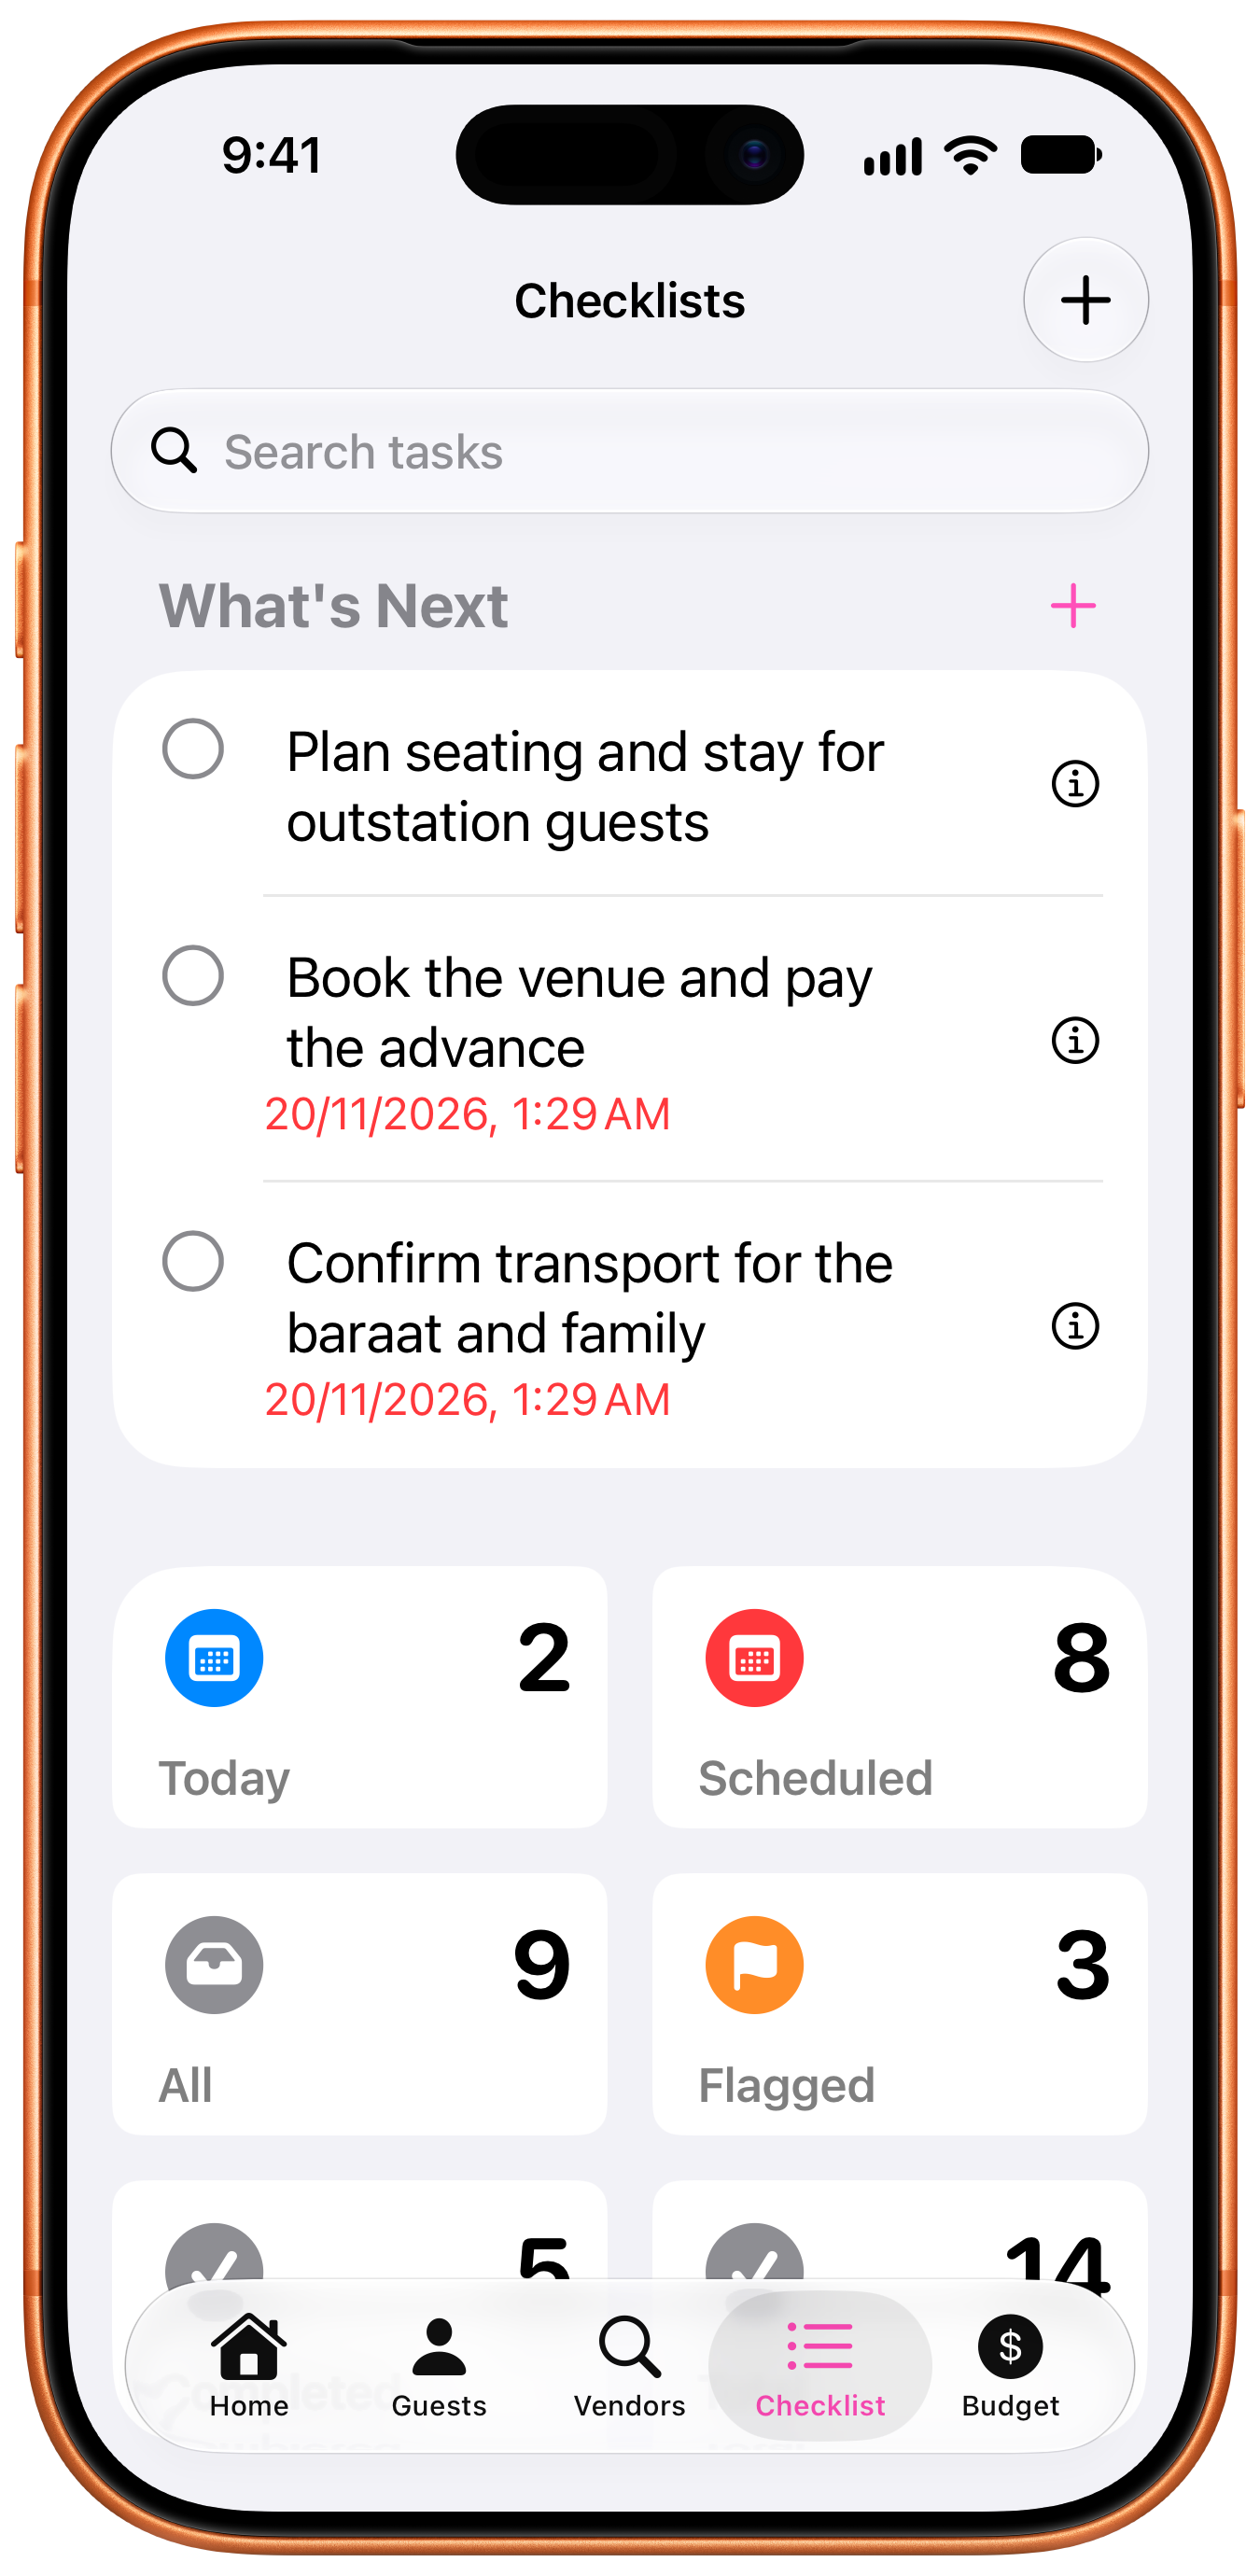 9:41
Checklists
Search tasks
What's Next
Plan seating and stay for
outstation guests
Book the venue and pay
the advance
20/11/2026, 1:29 AM
Confirm transport for the
baraat and family
20/11/2026, 1:29 AM
2
8
Today
Scheduled
9
3
All
Flagged
5
14
Completed
Home
Guests
Vendors
Checklist
$
Budget